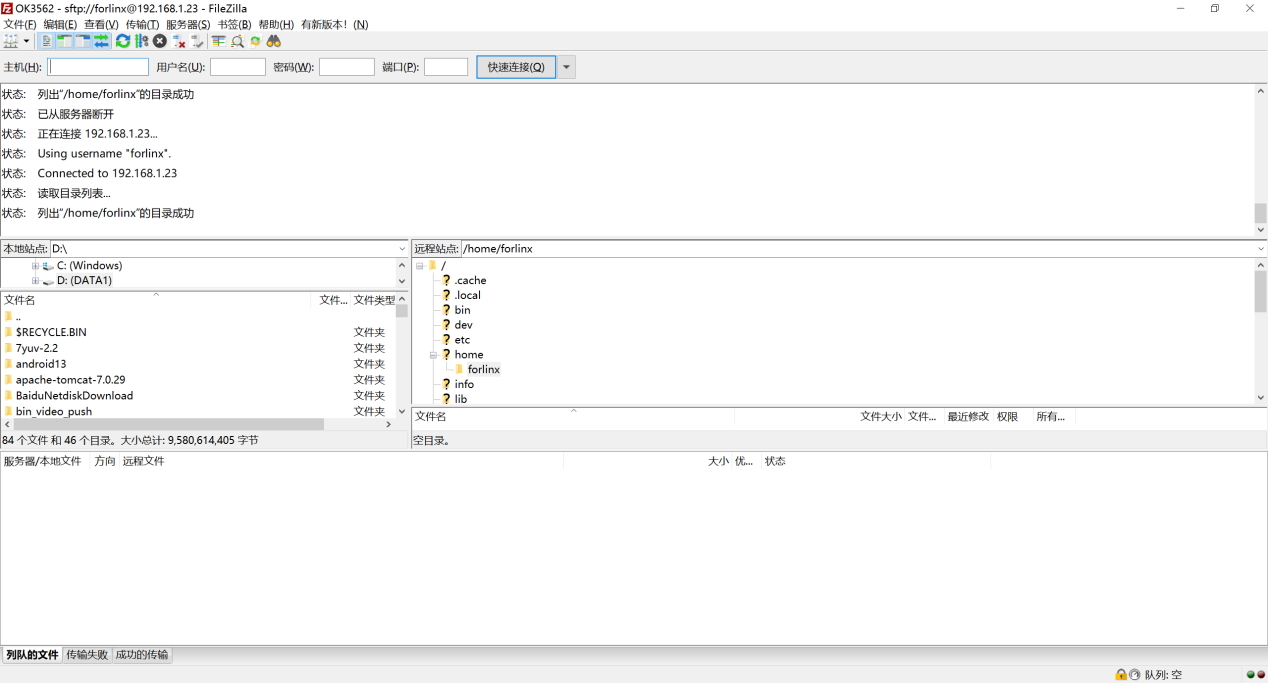 OK3562 - sftp://forlinx@192.168.1.23 - FileZilla
文件(F) 编辑(E) 查看(V) 传输(T) 服务器(S) 书签(B) 帮助(H) 有新版本! (N)
主机(H): 用户名(U): 密码(W): 端口(P): 快速连接(Q)
状态: 列出"/home/forlinx"的目录成功
状态: 已从服务器断开
状态: 正在连接 192.168.1.23...
状态: Using username "forlinx".
状态: Connected to 192.168.1.23
状态: 读取目录列表...
状态: 列出"/home/forlinx"的目录成功
本地站点: D:\
C: (Windows)
D: (DATA1)
文件名 文件... 文件类型
..
$RECYCLE.BIN 文件夹
7yuv-2.2 文件夹
android13 文件夹
apache-tomcat-7.0.29 文件夹
BaiduNetdiskDownload 文件夹
bin_video_push 文件夹
84 个文件 和 46 个目录。大小总计: 9,580,614,405 字节
远程站点: /home/forlinx
/
.cache
.local
bin
dev
etc
home
forlinx
info
lib
文件名 文件大小 文件... 最近修改 权限 所有...
空目录。
服务器/本地文件 方向 远程文件 大小 优... 状态
列队的文件 传输失败 成功的传输
队列: 空